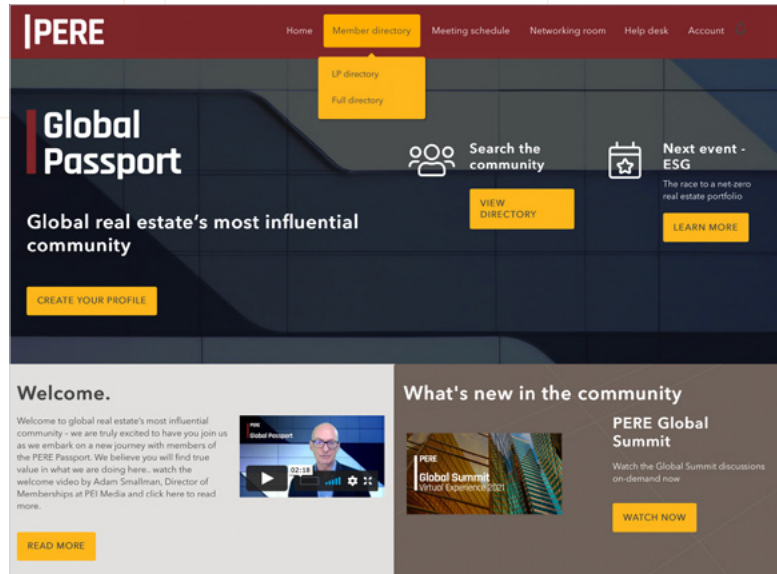 PERE
Home Member directory Meeting schedule Networking room Help desk Account
LP directory
Full directory
Global
Passport
Global real estate's most influential
community
CREATE YOUR PROFILE
Search the
community
VIEW
DIRECTORY
Next event -
ESG
The race to a net-zero
real estate portfolio
LEARN MORE
Welcome.
Welcome to global real estate's most influential
community – we are truly excited to have you join us
as we embark on a new journey with members of
the PERE Passport. We believe you will find true
value in what we are doing here.. watch the
welcome video by Adam Smallman, Director of
Memberships at PEI Media and click here to read
more.
READ MORE
PERE
Global Passport
02:18
What's new in the community
PERE
Global Summit
Virtual Experience 2021
PERE Global
Summit
Watch the Global Summit discussions
on-demand now
WATCH NOW